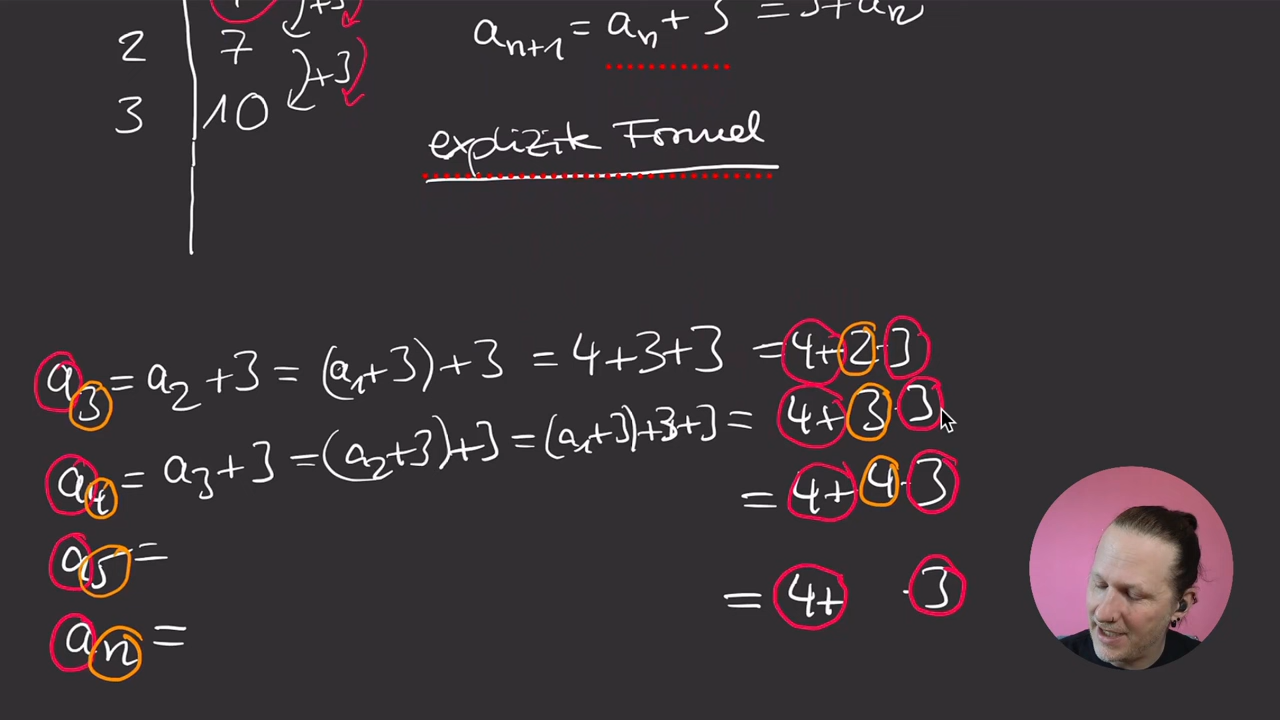 +3
2 7
+3
3 10
aₙ₊₁ = aₙ + 3 = 3 + aₙ
explizite Formel
a₃ = a₂ + 3 = (a₁+3) + 3 = 4+3+3 = 4+2·3
a₄ = a₃ + 3 = (a₂+3)+3 = (a₁+3)+3+3 = 4+3·3
a₅ = = 4+4·3
aₙ = = 4+ ·3